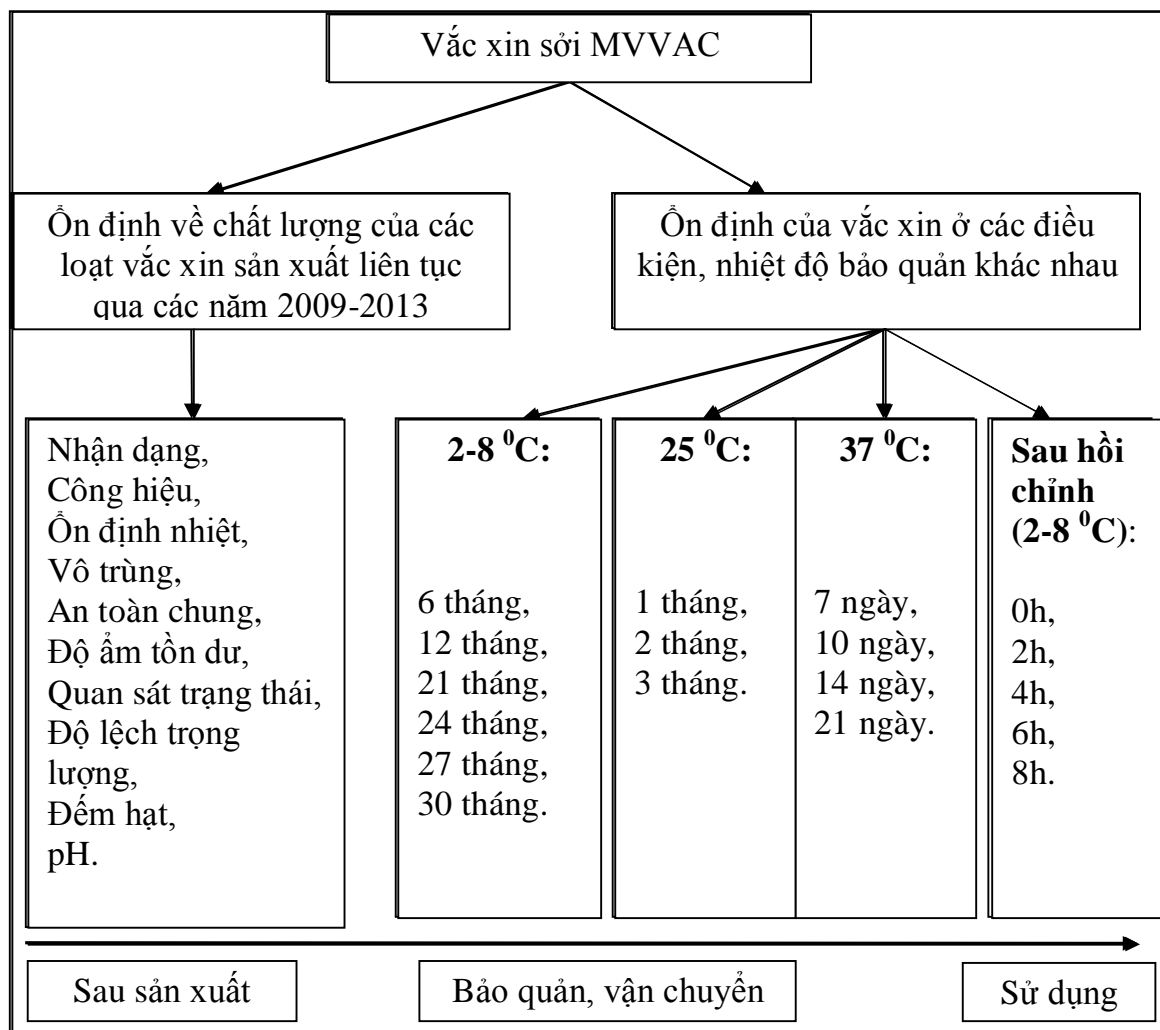 Vắc xin sởi MVVAC
Ổn định về chất lượng của các
loạt vắc xin sản xuất liên tục
qua các năm 2009-2013
Ổn định của vắc xin ở các điều
kiện, nhiệt độ bảo quản khác nhau
Nhận dạng,
Công hiệu,
Ổn định nhiệt,
Vô trùng,
An toàn chung,
Độ ẩm tồn dư,
Quan sát trạng thái,
Độ lệch trọng
lượng,
Đếm hạt,
pH.
2-8 ⁰C:
6 tháng,
12 tháng,
21 tháng,
24 tháng,
27 tháng,
30 tháng.
25 ⁰C:
1 tháng,
2 tháng,
3 tháng.
37 ⁰C:
7 ngày,
10 ngày,
14 ngày,
21 ngày.
Sau hồi
chỉnh
(2-8 ⁰C):
0h,
2h,
4h,
6h,
8h.
Sau sản xuất
Bảo quản, vận chuyển
Sử dụng